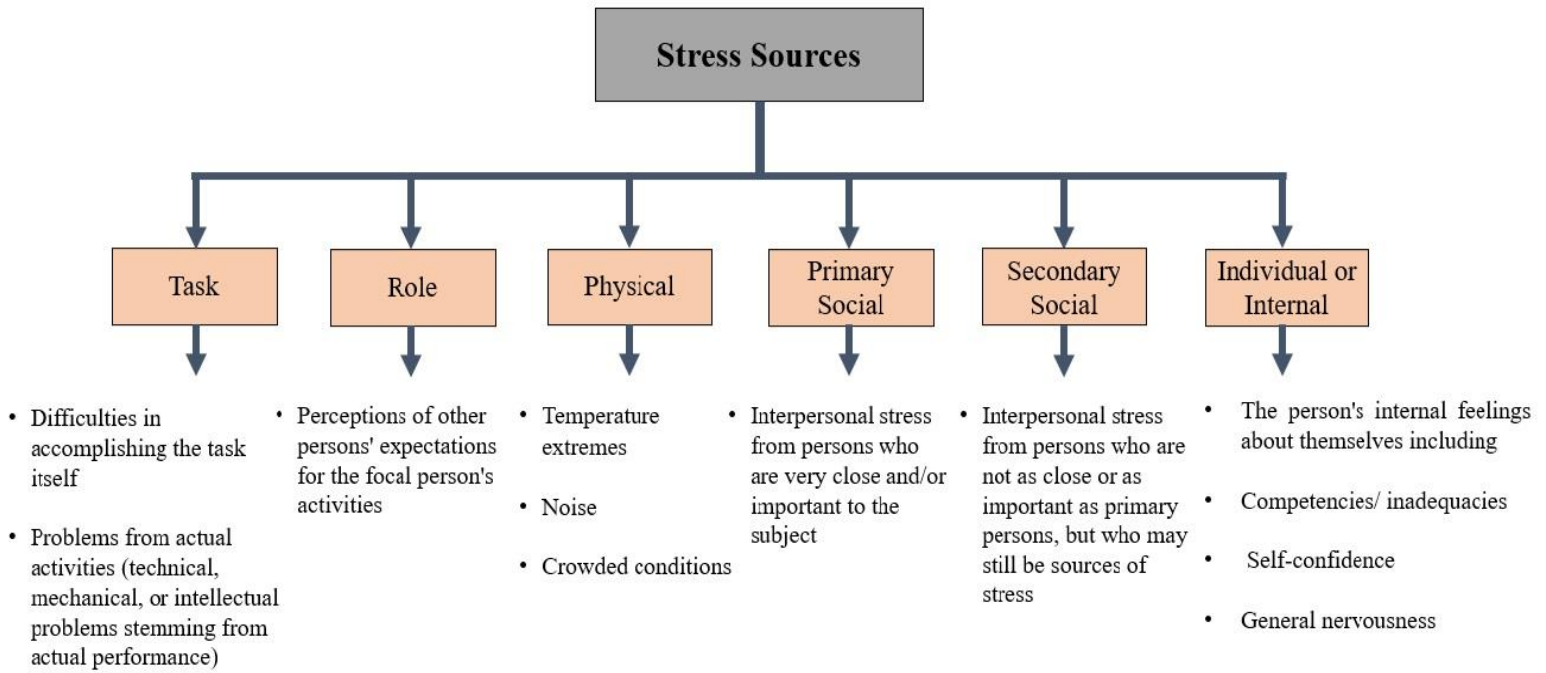 Stress Sources
Task
Role
Physical
Primary
Social
Secondary
Social
Individual or
Internal
• Difficulties in
accomplishing the task
itself
• Problems from actual
activities (technical,
mechanical, or intellectual
problems stemming from
actual performance)
• Perceptions of other
persons' expectations
for the focal person's
activities
• Temperature
extremes
• Noise
• Crowded conditions
• Interpersonal stress
from persons who
are very close and/or
important to the
subject
• Interpersonal stress
from persons who are
not as close or as
important as primary
persons, but who may
still be sources of
stress
• The person's internal feelings
about themselves including
• Competencies/ inadequacies
• Self-confidence
• General nervousness